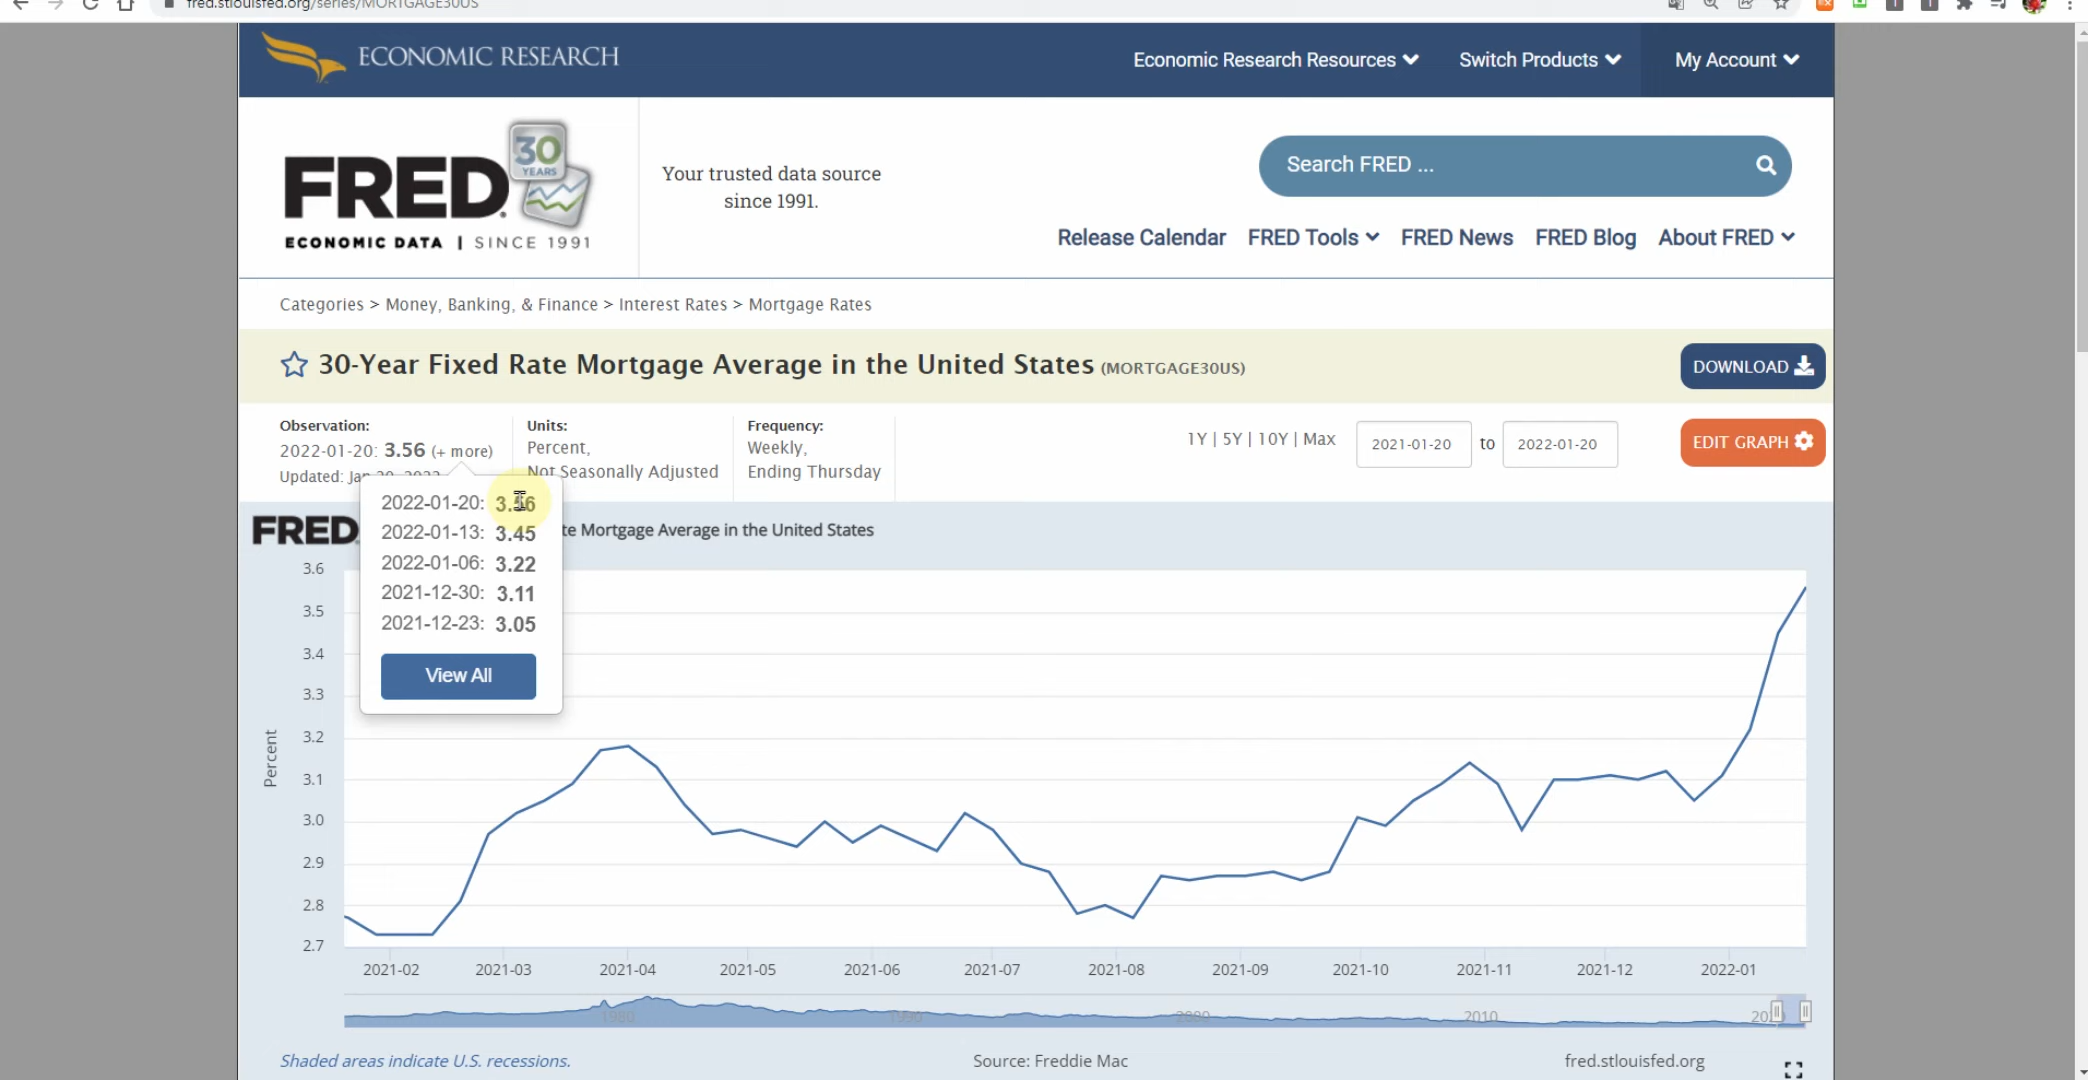 fred.stlouisfed.org/series/MORTGAGE30US
ECONOMIC RESEARCH
Economic Research Resources
Switch Products
My Account
FRED
30
YEARS
ECONOMIC DATA | SINCE 1991
Your trusted data source
since 1991.
Search FRED ...
Release Calendar
FRED Tools
FRED News
FRED Blog
About FRED
Categories > Money, Banking, & Finance > Interest Rates > Mortgage Rates
30-Year Fixed Rate Mortgage Average in the United States (MORTGAGE30US)
DOWNLOAD
Observation:
2022-01-20: 3.56 (+ more)
Updated:
Units:
Percent,
Not Seasonally Adjusted
Frequency:
Weekly,
Ending Thursday
1Y | 5Y | 10Y | Max
2021-01-20 to 2022-01-20
EDIT GRAPH
2022-01-20: 3.56
2022-01-13: 3.45
2022-01-06: 3.22
2021-12-30: 3.11
2021-12-23: 3.05
View All
FRED
te Mortgage Average in the United States
3.6
3.5
3.4
3.3
3.2
3.1
3.0
2.9
2.8
2.7
Percent
2021-02
2021-03
2021-04
2021-05
2021-06
2021-07
2021-08
2021-09
2021-10
2021-11
2021-12
2022-01
1980
1990
2000
2010
Shaded areas indicate U.S. recessions.
Source: Freddie Mac
fred.stlouisfed.org